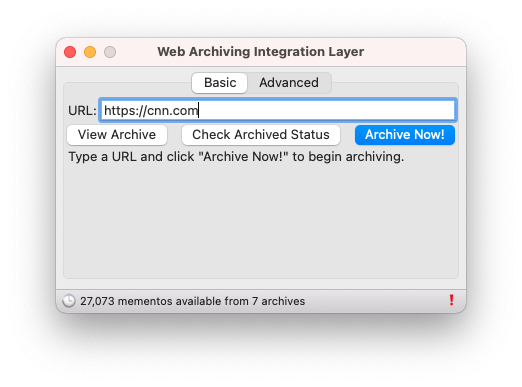 Web Archiving Integration Layer
Basic Advanced
URL: https://cnn.com
View Archive Check Archived Status Archive Now!
Type a URL and click "Archive Now!" to begin archiving.
27,073 mementos available from 7 archives !